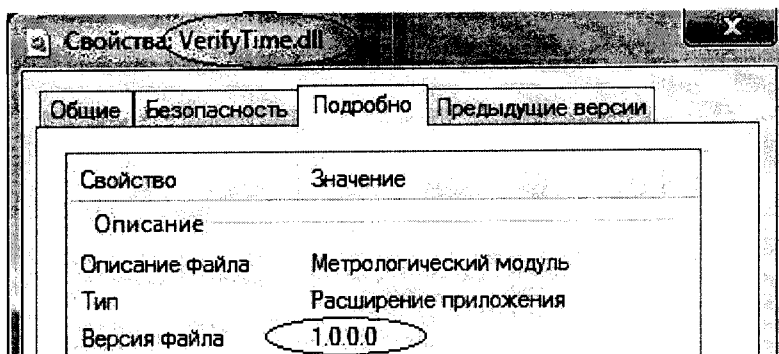 Свойства: VerifyTime.dll
X
Общие Безопасность Подробно Предыдущие версии
Свойство Значение
Описание
Описание файла Метрологический модуль
Тип Расширение приложения
Версия файла 1.0.0.0